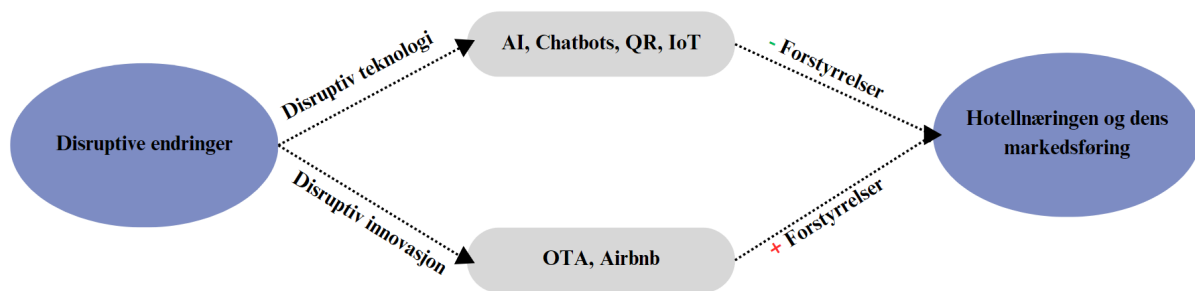 Disruptive endringer
Disruptiv teknologi
AI, Chatbots, QR, IoT
- Forstyrrelser
Disruptiv innovasjon
OTA, Airbnb
+ Forstyrrelser
Hotellnæringen og dens
markedsføring